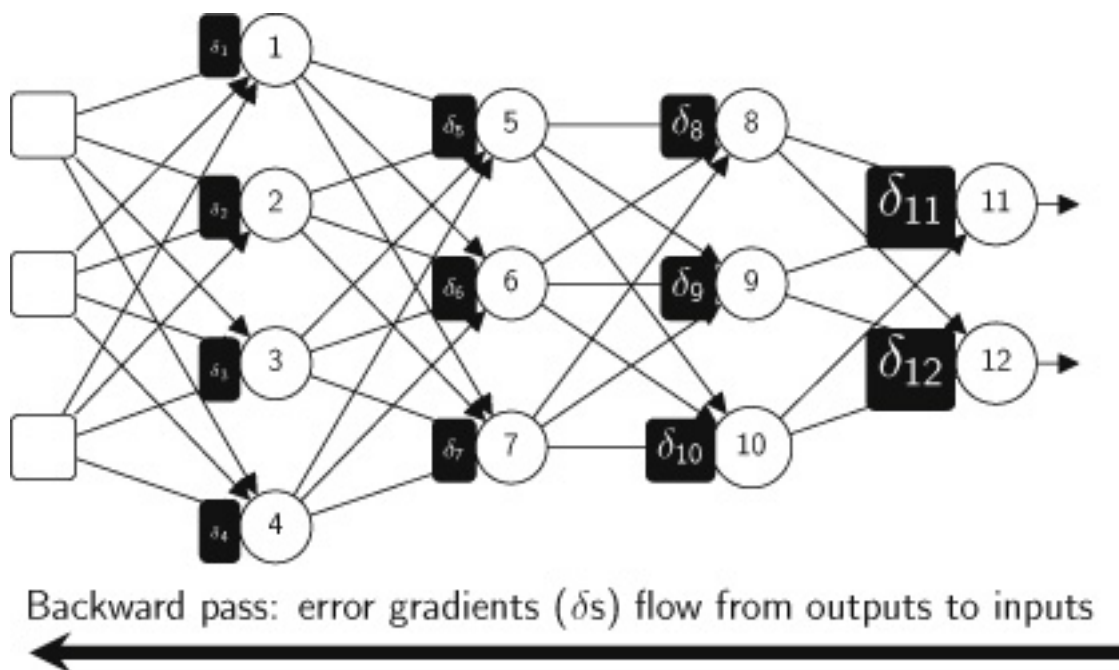 δ₁ 1
δ₅ 5
δ₈ 8
δ₂ 2
δ₁₁ 11
δ₆ 6
δ₉ 9
δ₃ 3
δ₁₂ 12
δ₇ 7
δ₁₀ 10
δ₄ 4
Backward pass: error gradients (δs) flow from outputs to inputs